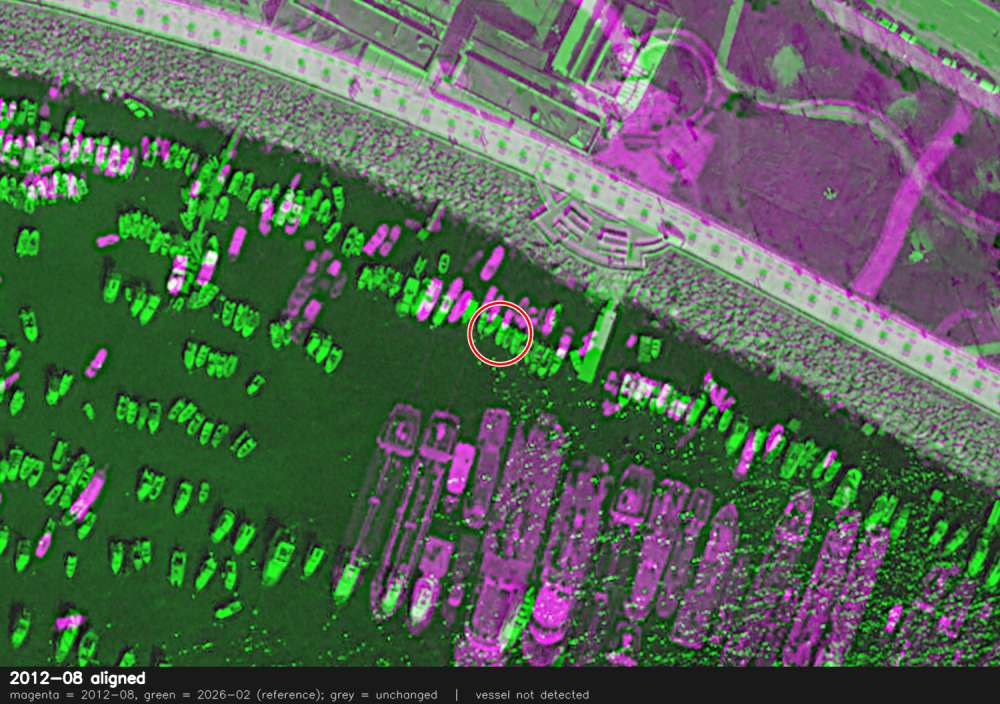 2012-08 aligned
magenta = 2012-08, green = 2026-02 (reference); grey = unchanged | vessel not detected